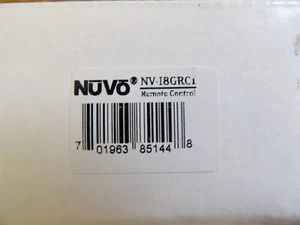 NUVO® NV-I8GRC1
Remote Control
7 01963 85144 8